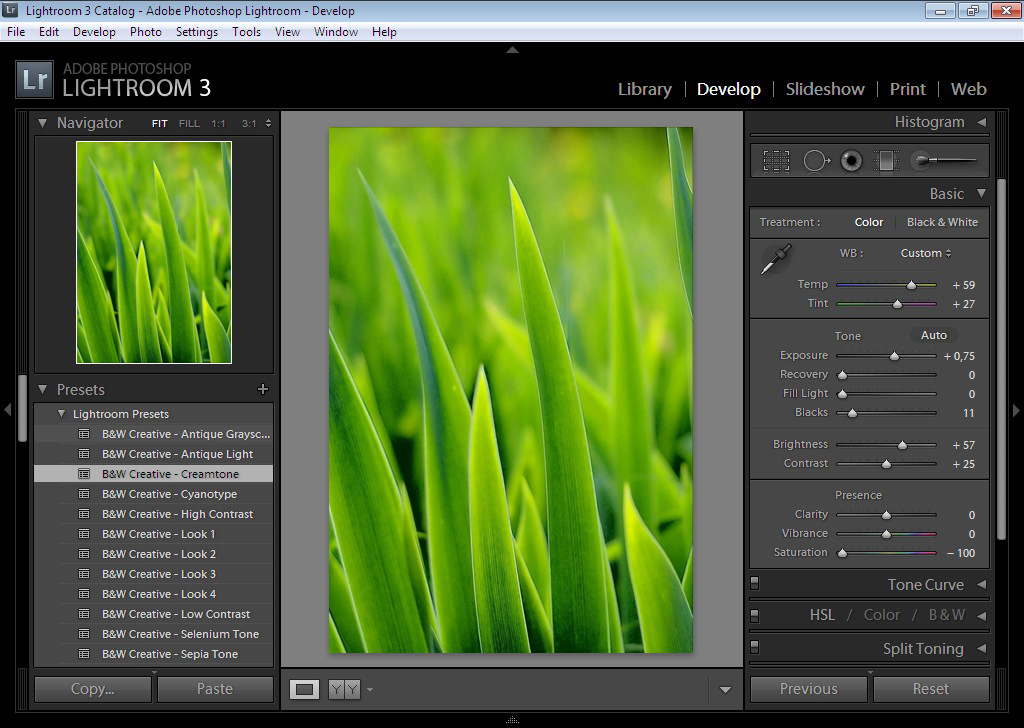 Lightroom 3 Catalog - Adobe Photoshop Lightroom - Develop
File Edit Develop Photo Settings Tools View Window Help
Lr ADOBE PHOTOSHOP
LIGHTROOM 3
Library | Develop | Slideshow | Print | Web
Navigator FIT FILL 1:1 3:1
Presets +
Lightroom Presets
B&W Creative - Antique Graysc...
B&W Creative - Antique Light
B&W Creative - Creamtone
B&W Creative - Cyanotype
B&W Creative - High Contrast
B&W Creative - Look 1
B&W Creative - Look 2
B&W Creative - Look 3
B&W Creative - Look 4
B&W Creative - Low Contrast
B&W Creative - Selenium Tone
B&W Creative - Sepia Tone
Copy... Paste
Y Y
Histogram
Basic
Treatment : Color Black & White
WB : Custom
Temp + 59
Tint + 27
Tone Auto
Exposure + 0,75
Recovery 0
Fill Light 0
Blacks 11
Brightness + 57
Contrast + 25
Presence
Clarity 0
Vibrance 0
Saturation – 100
Tone Curve
HSL / Color / B & W
Split Toning
Previous Reset